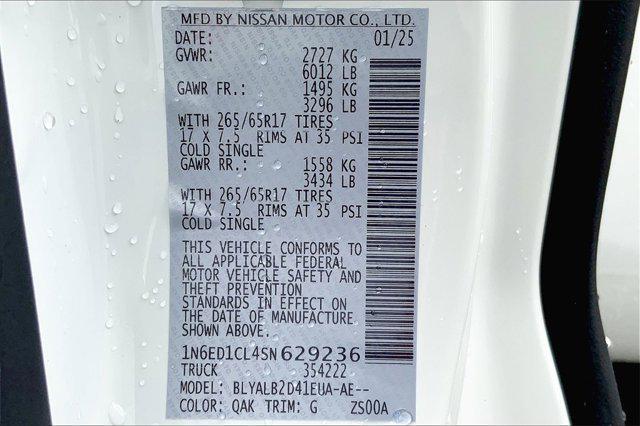 MFD BY NISSAN MOTOR CO., LTD.
DATE: 01/25
GVWR: 2727 KG
6012 LB
GAWR FR.: 1495 KG
3296 LB
WITH 265/65R17 TIRES
17 X 7.5 RIMS AT 35 PSI
COLD SINGLE
GAWR RR.: 1558 KG
3434 LB
WITH 265/65R17 TIRES
17 X 7.5 RIMS AT 35 PSI
COLD SINGLE
THIS VEHICLE CONFORMS TO
ALL APPLICABLE FEDERAL
MOTOR VEHICLE SAFETY AND
THEFT PREVENTION
STANDARDS IN EFFECT ON
THE DATE OF MANUFACTURE
SHOWN ABOVE.
1N6ED1CL4SN629236
TRUCK 354222
MODEL: BLYALB2D41EUA-AE--
COLOR: QAK TRIM: G ZS00A